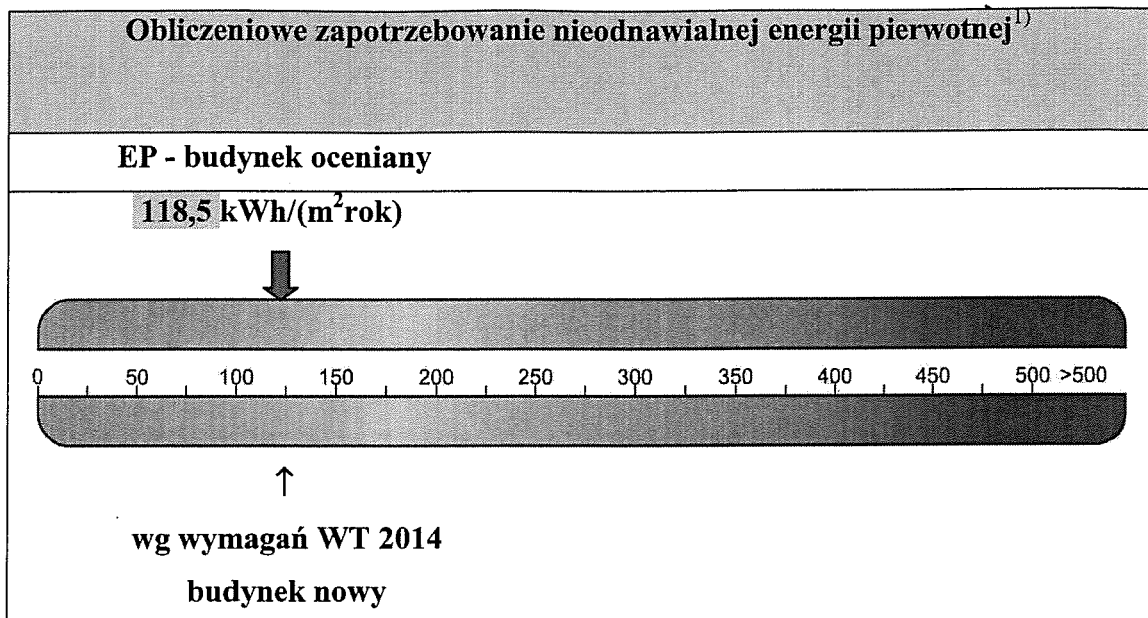 Obliczeniowe zapotrzebowanie nieodnawialnej energii pierwotnej¹⁾
EP - budynek oceniany
118,5 kWh/(m²rok)
0 50 100 150 200 250 300 350 400 450 500 >500
↑
wg wymagań WT 2014
budynek nowy